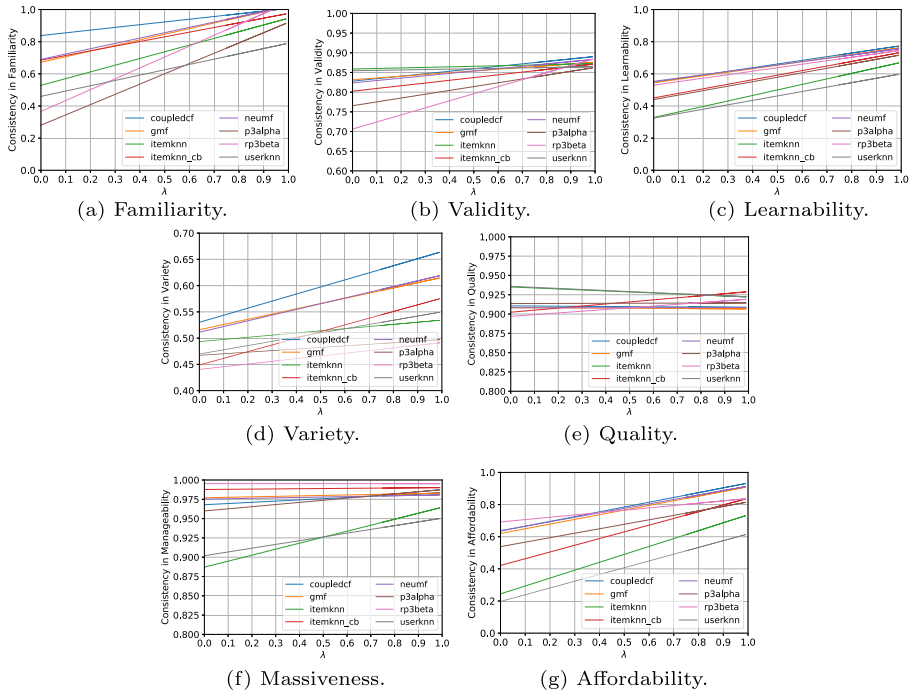 Consistency in Familiarity
1.0
0.8
0.6
0.4
0.2
0.0
coupledcf neumf
gmf p3alpha
itemknn rp3beta
itemknn_cb userknn
0.0 0.1 0.2 0.3 0.4 0.5 0.6 0.7 0.8 0.9 1.0
λ
(a) Familiarity.
Consistency in Validity
1.00
0.95
0.90
0.85
0.80
0.75
0.70
0.65
0.60
coupledcf neumf
gmf p3alpha
itemknn rp3beta
itemknn_cb userknn
0.0 0.1 0.2 0.3 0.4 0.5 0.6 0.7 0.8 0.9 1.0
λ
(b) Validity.
Consistency in Learnability
1.0
0.8
0.6
0.4
0.2
0.0
coupledcf neumf
gmf p3alpha
itemknn rp3beta
itemknn_cb userknn
0.0 0.1 0.2 0.3 0.4 0.5 0.6 0.7 0.8 0.9 1.0
λ
(c) Learnability.
Consistency in Variety
0.70
0.65
0.60
0.55
0.50
0.45
0.40
coupledcf neumf
gmf p3alpha
itemknn rp3beta
itemknn_cb userknn
0.0 0.1 0.2 0.3 0.4 0.5 0.6 0.7 0.8 0.9 1.0
λ
(d) Variety.
Consistency in Quality
1.000
0.975
0.950
0.925
0.900
0.875
0.850
0.825
0.800
coupledcf neumf
gmf p3alpha
itemknn rp3beta
itemknn_cb userknn
0.0 0.1 0.2 0.3 0.4 0.5 0.6 0.7 0.8 0.9 1.0
λ
(e) Quality.
Consistency in Manageability
1.000
0.975
0.950
0.925
0.900
0.875
0.850
0.825
0.800
coupledcf neumf
gmf p3alpha
itemknn rp3beta
itemknn_cb userknn
0.0 0.1 0.2 0.3 0.4 0.5 0.6 0.7 0.8 0.9 1.0
λ
(f) Massiveness.
Consistency in Affordability
1.0
0.8
0.6
0.4
0.2
0.0
coupledcf neumf
gmf p3alpha
itemknn rp3beta
itemknn_cb userknn
0.0 0.1 0.2 0.3 0.4 0.5 0.6 0.7 0.8 0.9 1.0
λ
(g) Affordability.